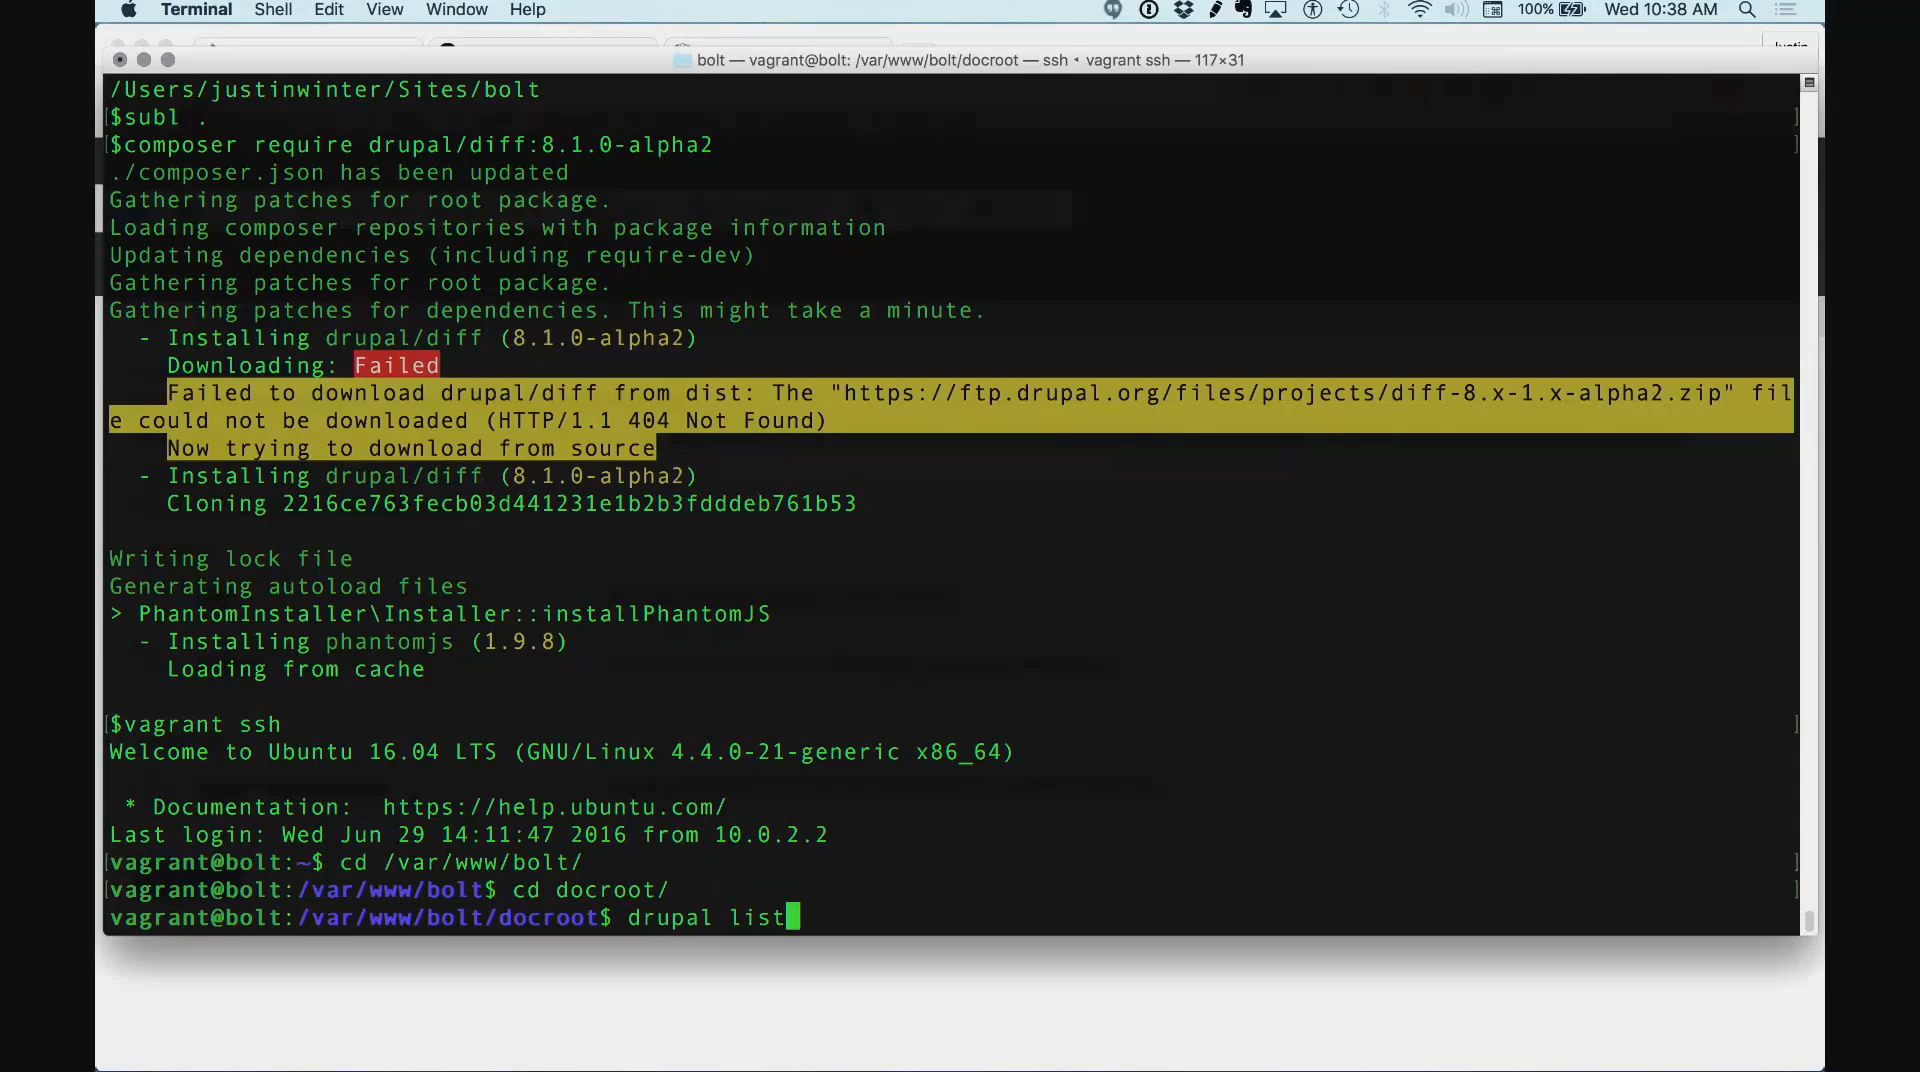 Terminal Shell Edit View Window Help 100% Wed 10:38 AM
bolt — vagrant@bolt: /var/www/bolt/docroot — ssh • vagrant ssh — 117×31
/Users/justinwinter/Sites/bolt
[$subl . ]
[$composer require drupal/diff:8.1.0-alpha2 ]
./composer.json has been updated
Gathering patches for root package.
Loading composer repositories with package information
Updating dependencies (including require-dev)
Gathering patches for root package.
Gathering patches for dependencies. This might take a minute.
- Installing drupal/diff (8.1.0-alpha2)
Downloading: Failed
Failed to download drupal/diff from dist: The "https://ftp.drupal.org/files/projects/diff-8.x-1.x-alpha2.zip" fil
e could not be downloaded (HTTP/1.1 404 Not Found)
Now trying to download from source
- Installing drupal/diff (8.1.0-alpha2)
Cloning 2216ce763fecb03d441231e1b2b3fdddeb761b53
Writing lock file
Generating autoload files
> PhantomInstaller\Installer::installPhantomJS
- Installing phantomjs (1.9.8)
Loading from cache
[$vagrant ssh ]
Welcome to Ubuntu 16.04 LTS (GNU/Linux 4.4.0-21-generic x86_64)
* Documentation: https://help.ubuntu.com/
Last login: Wed Jun 29 14:11:47 2016 from 10.0.2.2
[vagrant@bolt:~$ cd /var/www/bolt/ ]
[vagrant@bolt:/var/www/bolt$ cd docroot/ ]
vagrant@bolt:/var/www/bolt/docroot$ drupal list